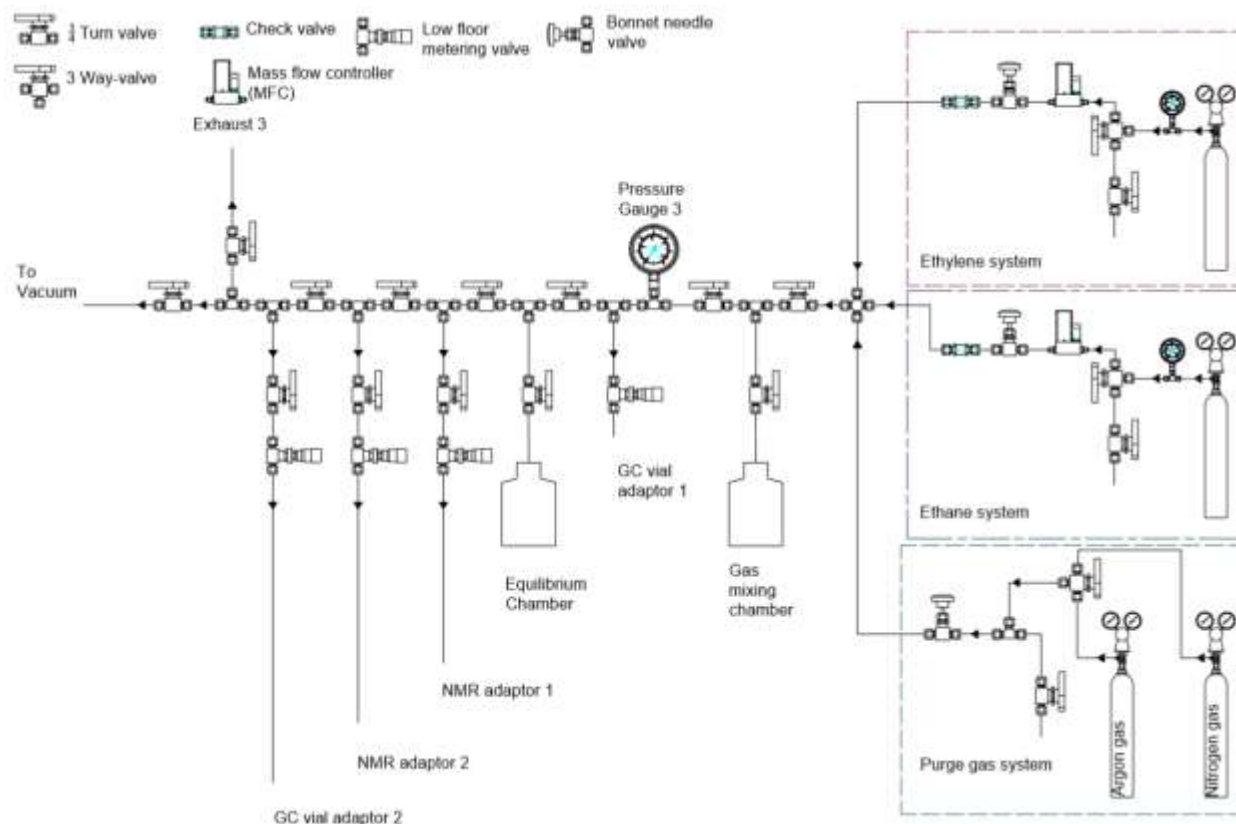 1/4 Turn valve
Check valve
Low floor
metering valve
Bonnet needle
valve
3 Way-valve
Mass flow controller
(MFC)
Exhaust 3
Pressure
Gauge 3
To
Vacuum
Ethylene system
GC vial
adaptor 1
Ethane system
Equilibrium
Chamber
Gas
mixing
chamber
NMR adaptor 1
NMR adaptor 2
GC vial adaptor 2
Purge gas system
Argon gas
Nitrogen gas